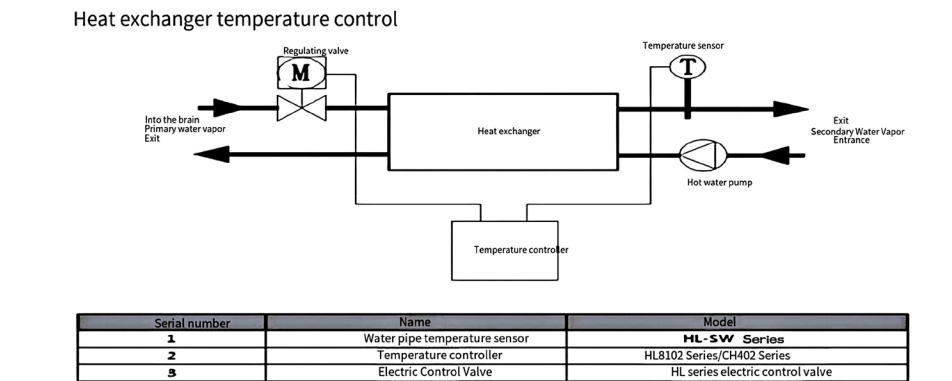 Heat exchanger temperature control
Regulating valve
M
Temperature sensor
T
Into the brain
Primary water vapor
Exit
Heat exchanger
Exit
Secondary Water Vapor
Entrance
Hot water pump
Temperature controller
Serial number Name Model
1 Water pipe temperature sensor HL-SW Series
2 Temperature controller HL8102 Series/CH402 Series
3 Electric Control Valve HL series electric control valve